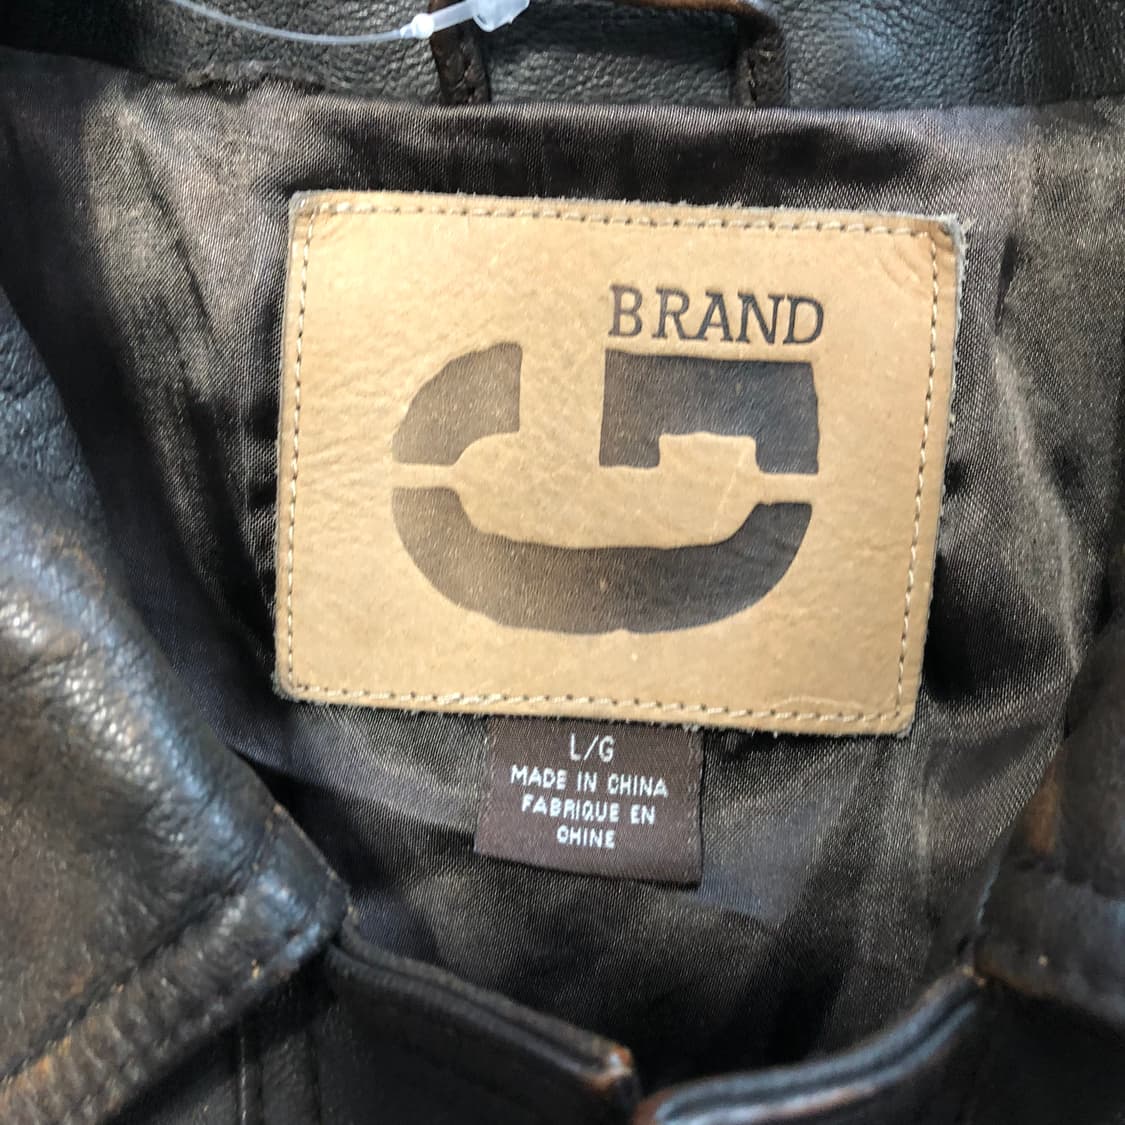 BRAND
L/G
MADE IN CHINA
FABRIQUE EN
CHINE